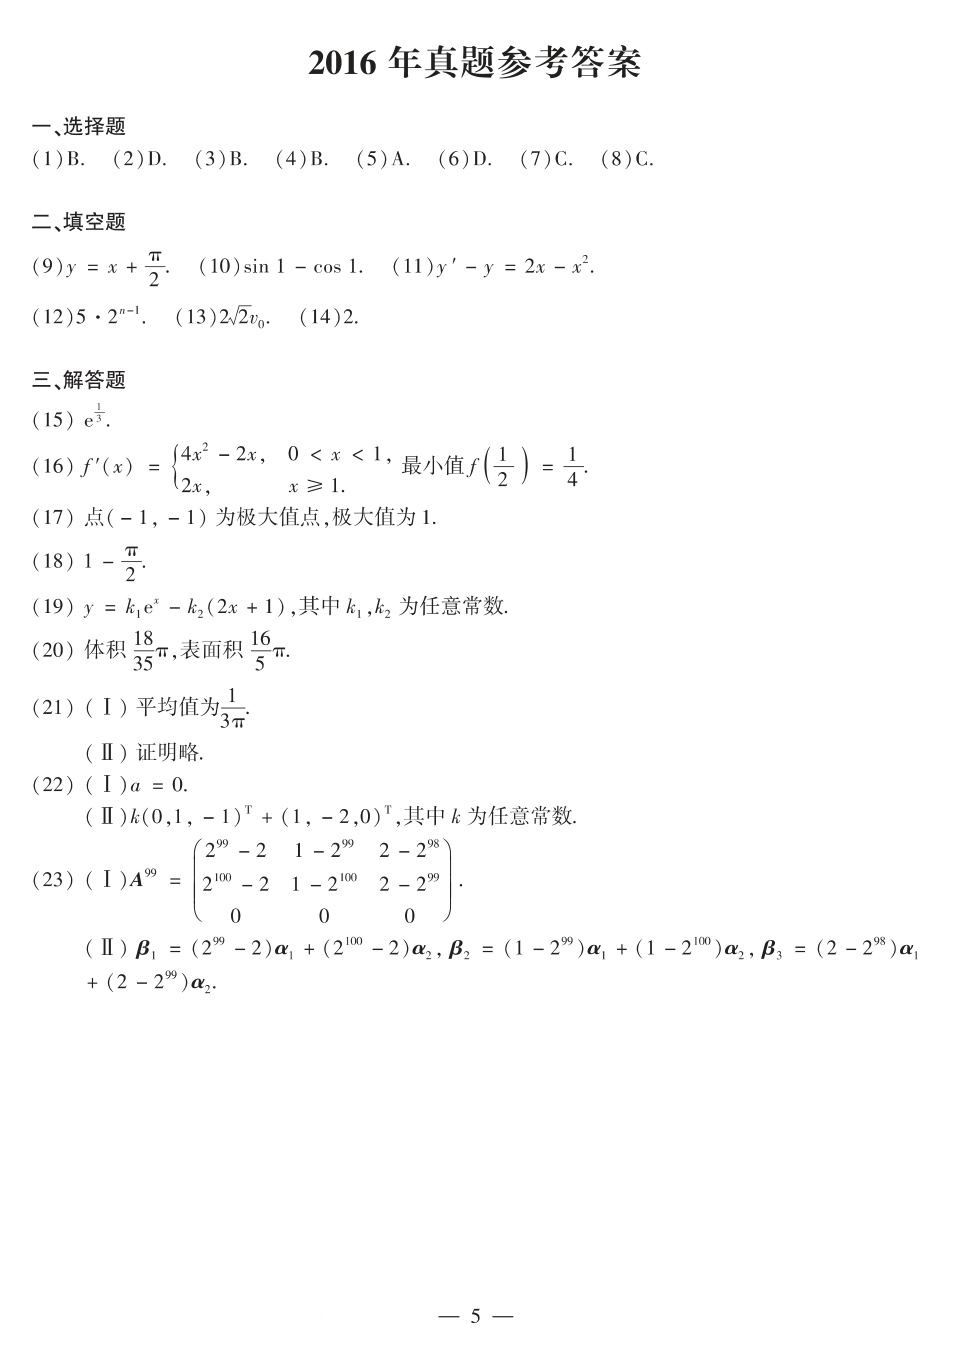 2016 年真题参考答案
一、选择题
(1)B. (2)D. (3)B. (4)B. (5)A. (6)D. (7)C. (8)C.
二、填空题
(9)y = x + π/2. (10)sin 1 − cos 1. (11)y′ − y = 2x − x².
(12)5·2ⁿ⁻¹. (13)2√2v₀. (14)2.
三、解答题
(15) e^(1/3).
(16) f′(x) = {4x² − 2x, 0 < x < 1, 2x, x ≥ 1. 最小值 f(1/2) = 1/4.
(17) 点(−1, −1) 为极大值点,极大值为 1.
(18) 1 − π/2.
(19) y = k₁eˣ − k₂(2x + 1),其中 k₁,k₂ 为任意常数.
(20) 体积 18/35 π,表面积 16/5 π.
(21) (Ⅰ) 平均值为 1/(3π).
(Ⅱ) 证明略.
(22) (Ⅰ)a = 0.
(Ⅱ)k(0,1, −1)ᵀ + (1, −2,0)ᵀ,其中 k 为任意常数.
(23) (Ⅰ)A⁹⁹ = (2⁹⁹ − 2 1 − 2⁹⁹ 2 − 2⁹⁸
2¹⁰⁰ − 2 1 − 2¹⁰⁰ 2 − 2⁹⁹
0 0 0).
(Ⅱ) β₁ = (2⁹⁹ − 2)α₁ + (2¹⁰⁰ − 2)α₂, β₂ = (1 − 2⁹⁹)α₁ + (1 − 2¹⁰⁰)α₂, β₃ = (2 − 2⁹⁸)α₁
+ (2 − 2⁹⁹)α₂.
— 5 —